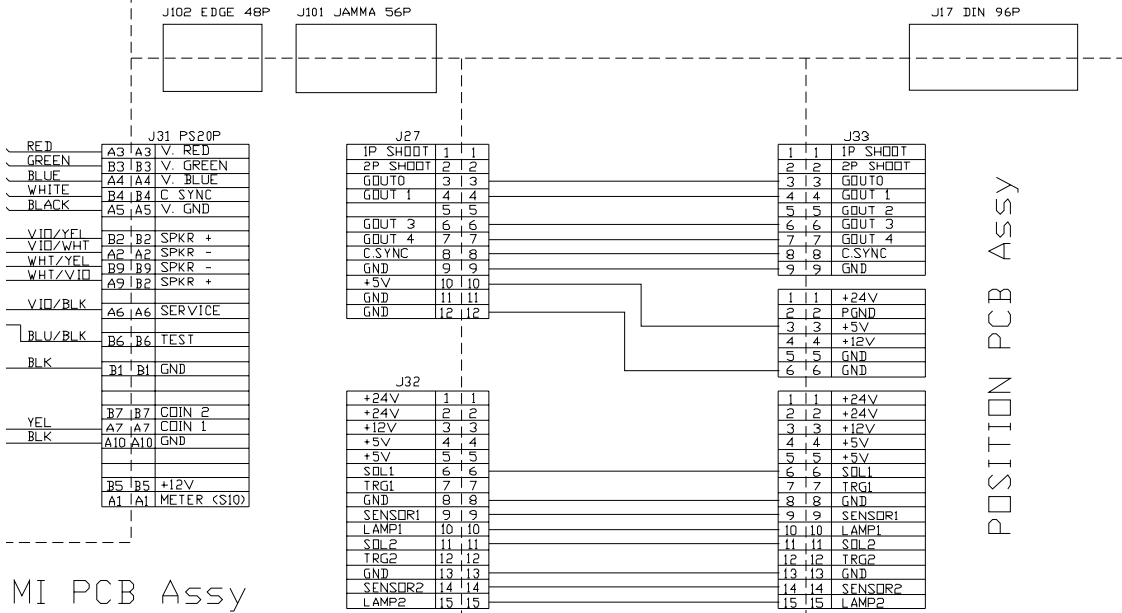 J102 EDGE 48P
J101 JAMMA 56P
J17 DIN 96P
J31 PS20P
RED A3 A3 V. RED
GREEN B3 B3 V. GREEN
BLUE A4 A4 V. BLUE
WHITE B4 B4 C SYNC
BLACK A5 A5 V. GND
VIO/YEL B2 B2 SPKR +
VIO/WHT A2 A2 SPKR -
WHT/YEL B9 B9 SPKR -
WHT/VIO A9 B2 SPKR +
VIO/BLK A6 A6 SERVICE
BLU/BLK B6 B6 TEST
BLK B1 B1 GND
B7 B7 COIN 2
YEL A7 A7 COIN 1
BLK A10 A10 GND
B5 B5 +12V
A1 A1 METER (S10)
MI PCB Assy
J27
1P SHOOT 1 1
2P SHOOT 2 2
GOUT0 3 3
GOUT 1 4 4
5 5
GOUT 3 6 6
GOUT 4 7 7
C.SYNC 8 8
GND 9 9
+5V 10 10
GND 11 11
GND 12 12
J32
+24V 1 1
+24V 2 2
+12V 3 3
+5V 4 4
+5V 5 5
SOL1 6 6
TRG1 7 7
GND 8 8
SENSOR1 9 9
LAMP1 10 10
SOL2 11 11
TRG2 12 12
GND 13 13
SENSOR2 14 14
LAMP2 15 15
J33
1 1 1P SHOOT
2 2 2P SHOOT
3 3 GOUT0
4 4 GOUT 1
5 5 GOUT 2
6 6 GOUT 3
7 7 GOUT 4
8 8 C.SYNC
9 9 GND
1 1 +24V
2 2 PGND
3 3 +5V
4 4 +12V
5 5 GND
6 6 GND
1 1 +24V
2 2 +24V
3 3 +12V
4 4 +5V
5 5 +5V
6 6 SOL1
7 7 TRG1
8 8 GND
9 9 SENSOR1
10 10 LAMP1
11 11 SOL2
12 12 TRG2
13 13 GND
14 14 SENSOR2
15 15 LAMP2
POSITION PCB Assy